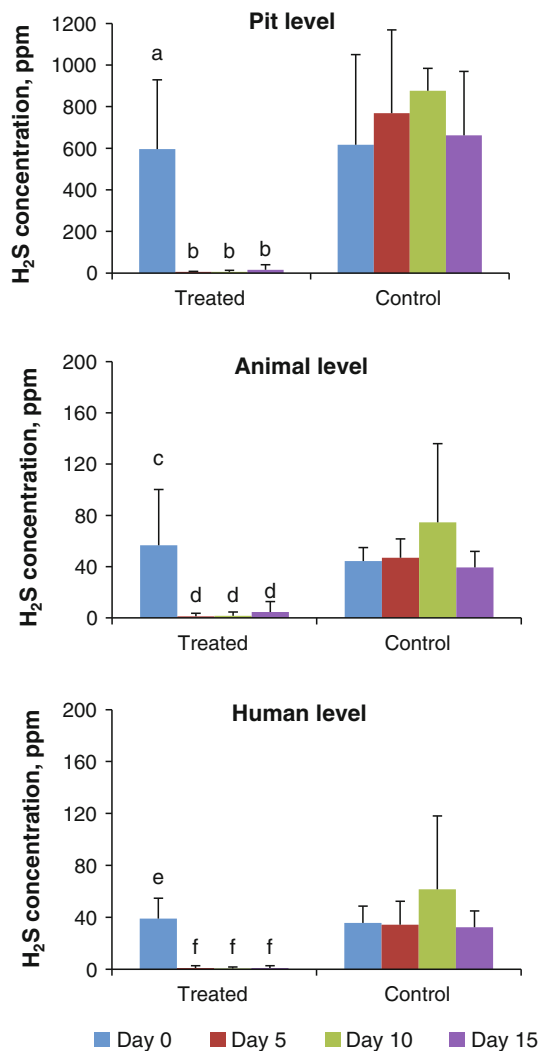 Pit level
H₂S concentration, ppm
1200
1000
800
600
400
200
0
a
b b b
Treated Control
Animal level
H₂S concentration, ppm
200
160
120
80
40
0
c
d d d
Treated Control
Human level
H₂S concentration, ppm
200
160
120
80
40
0
e
f f f
Treated Control
Day 0 Day 5 Day 10 Day 15